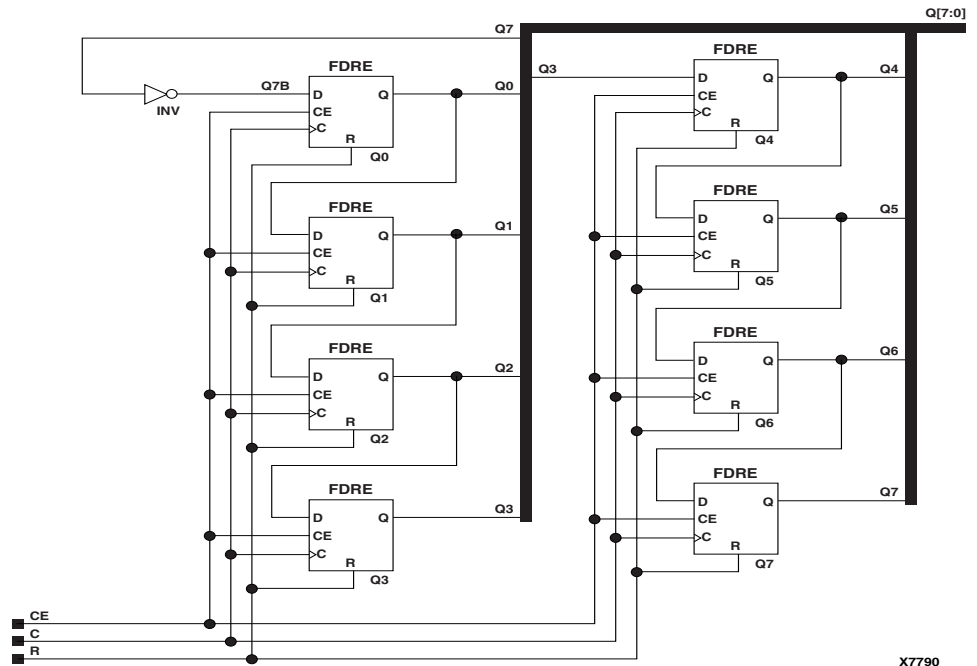 Q[7:0]
Q7
FDRE
Q7B
INV
D
Q
CE
C
R
Q0
Q0
FDRE
D
Q
CE
C
R
Q1
Q1
FDRE
D
Q
CE
C
R
Q2
Q2
FDRE
D
Q
CE
C
R
Q3
Q3
Q3
FDRE
D
Q
CE
C
R
Q4
Q4
FDRE
D
Q
CE
C
R
Q5
Q5
FDRE
D
Q
CE
C
R
Q6
Q6
FDRE
D
Q
CE
C
R
Q7
Q7
CE
C
R
X7790